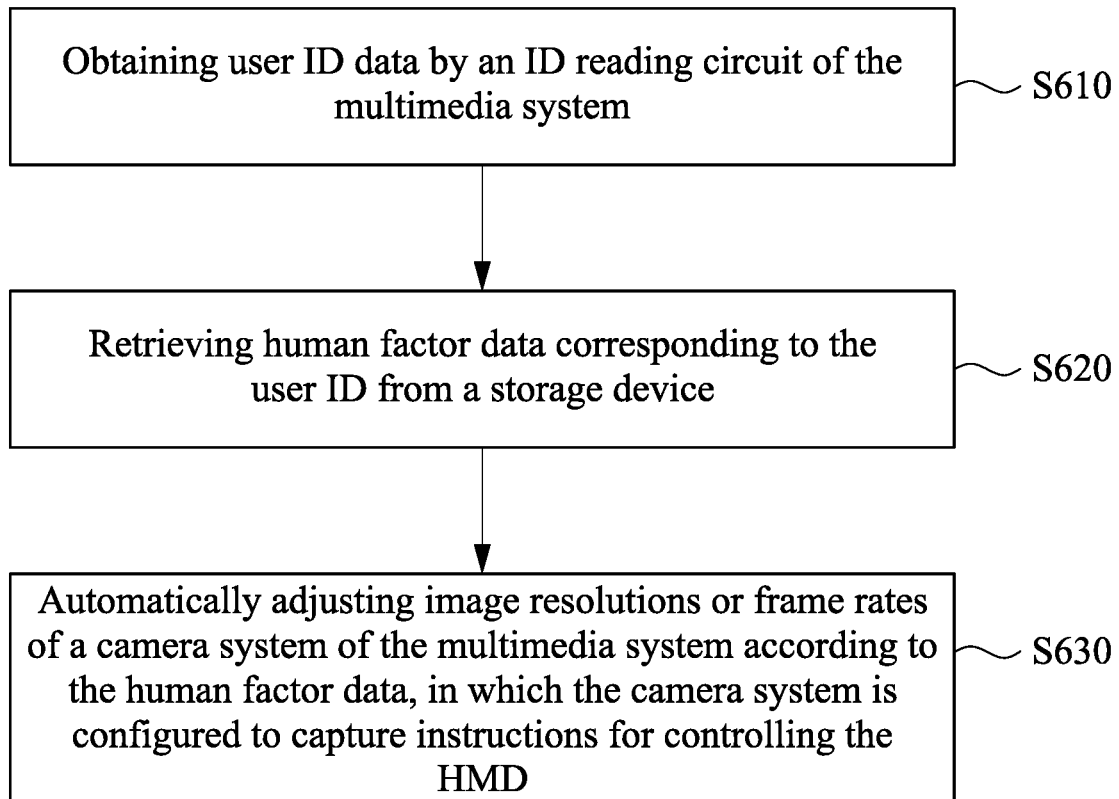 Obtaining user ID data by an ID reading circuit of the
multimedia system
S610
Retrieving human factor data corresponding to the
user ID from a storage device
S620
Automatically adjusting image resolutions or frame rates
of a camera system of the multimedia system according to
the human factor data, in which the camera system is
configured to capture instructions for controlling the
HMD
S630